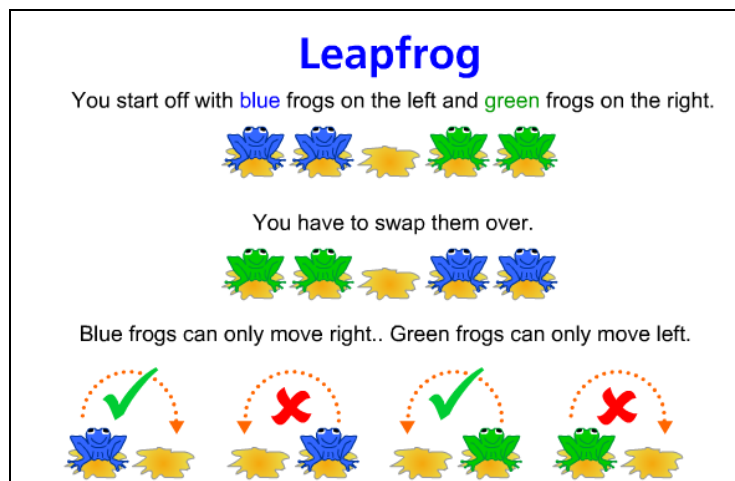 Leapfrog
You start off with blue frogs on the left and green frogs on the right.
You have to swap them over.
Blue frogs can only move right.. Green frogs can only move left.